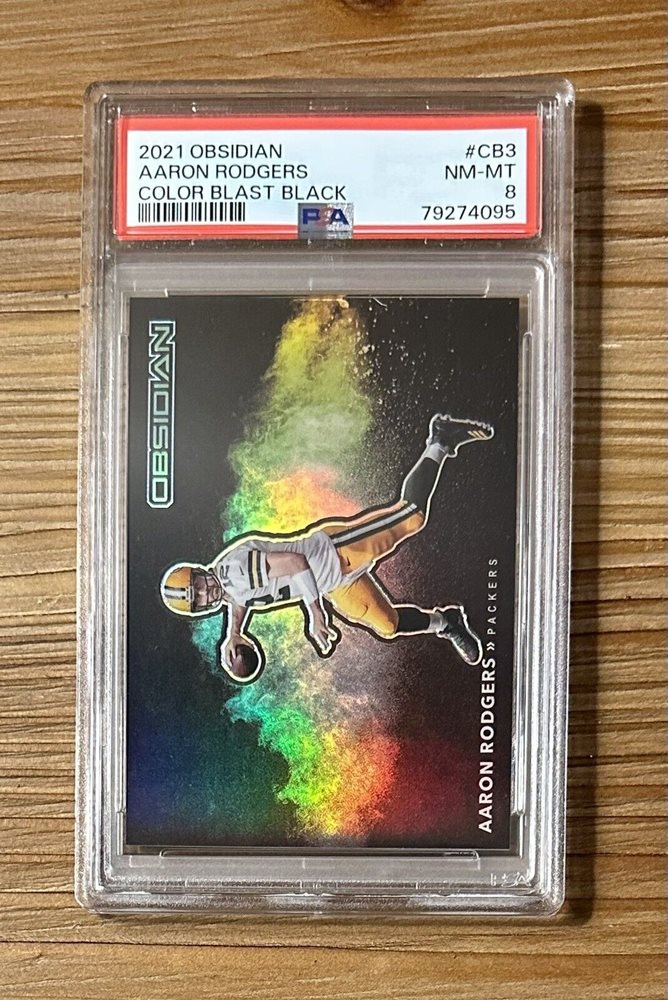 2021 OBSIDIAN #CB3
AARON RODGERS NM-MT
COLOR BLAST BLACK 8
79274095
PSA
OBSIDIAN
AARON RODGERS » PACKERS